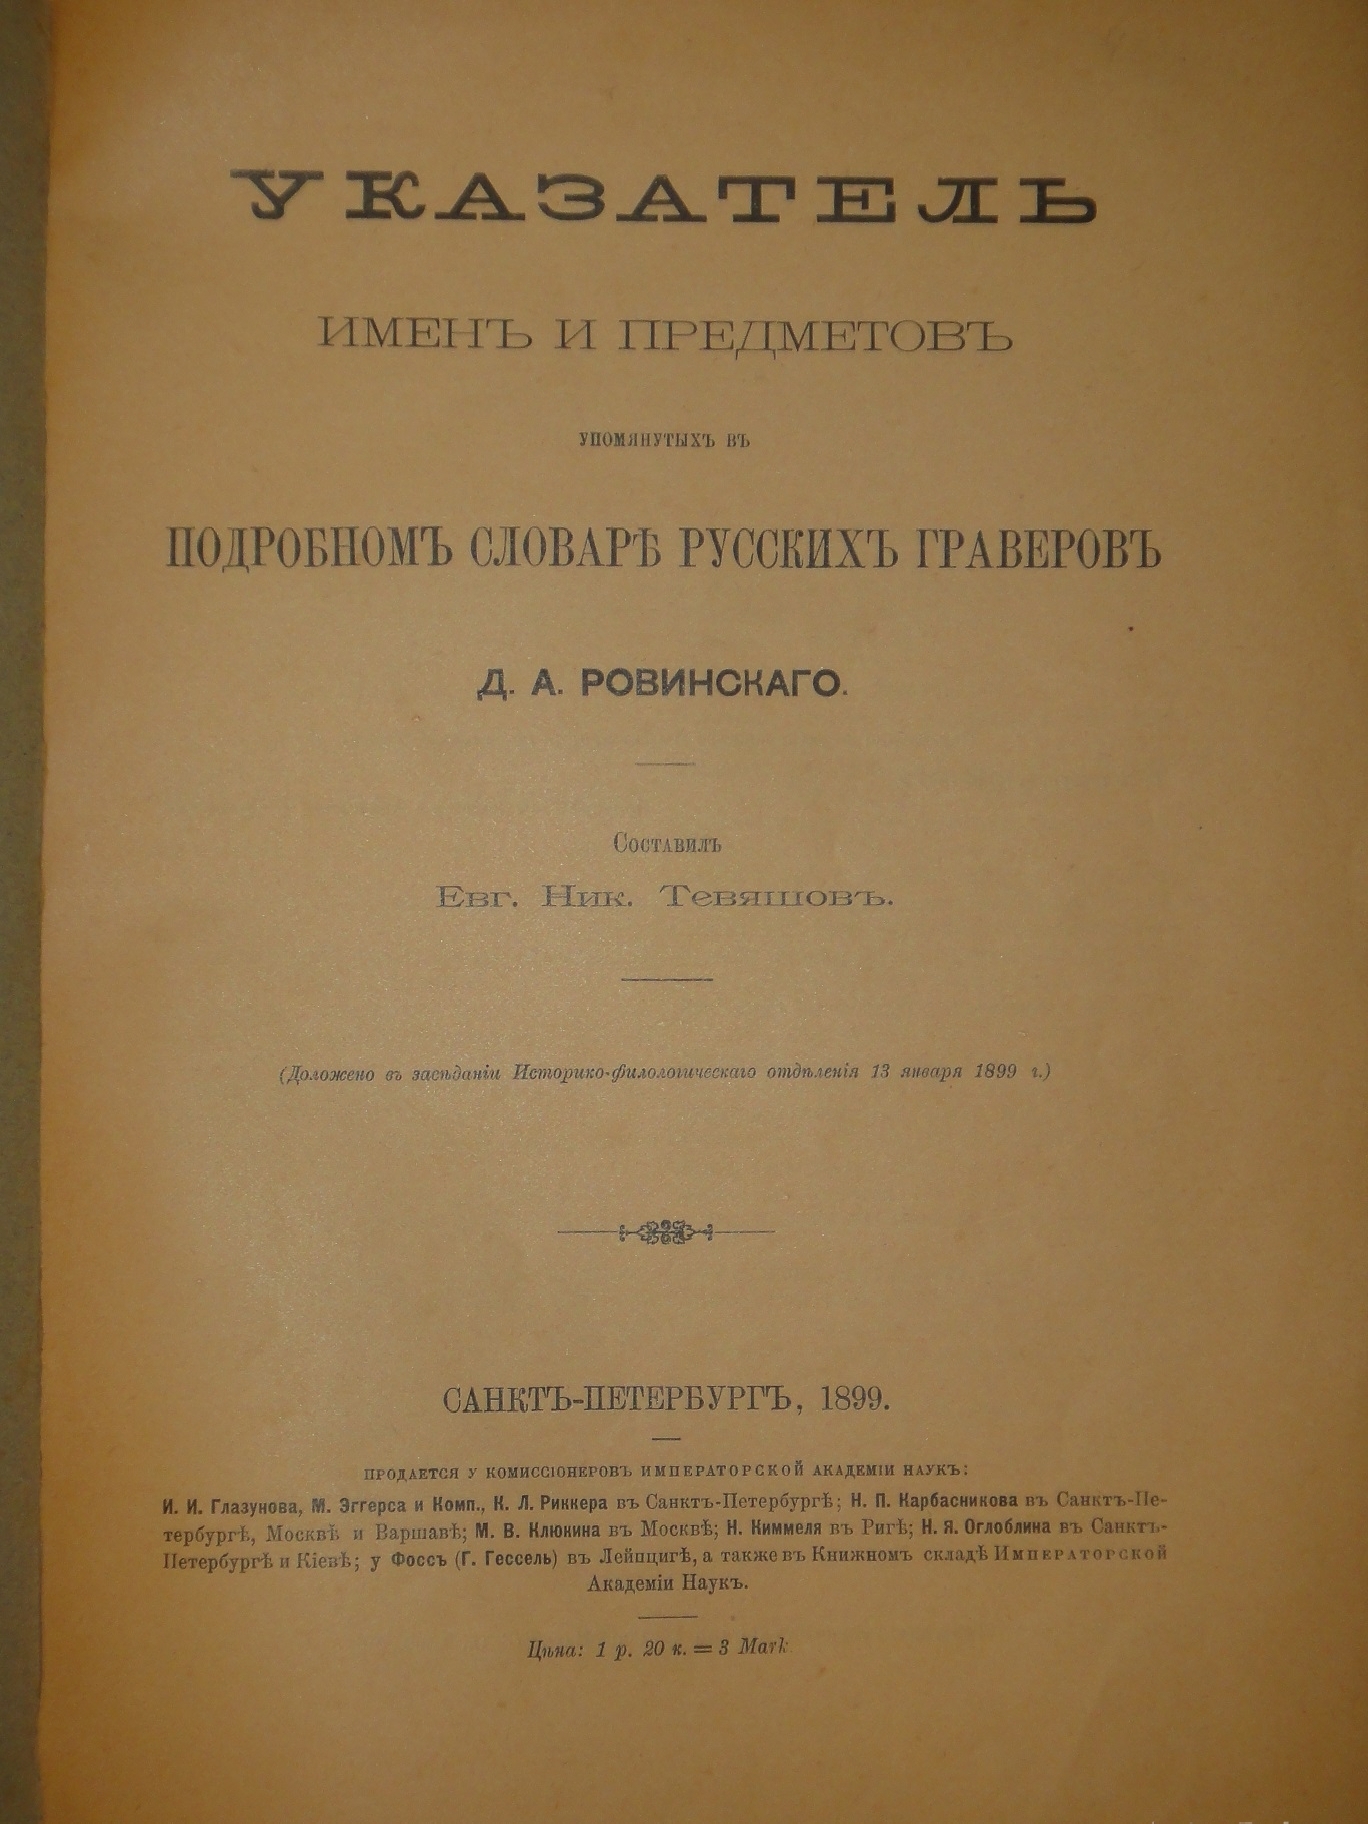 УКАЗАТЕЛЬ
ИМЕНЪ И ПРЕДМЕТОВЪ
УПОМЯНУТЫХЪ ВЪ
ПОДРОБНОМЪ СЛОВАРѢ РУССКИХЪ ГРАВЕРОВЪ
Д. А. РОВИНСКАГО.
Составилъ
Евг. Ник. Тевяшовъ.
(Доложено въ засѣданіи Историко-филологическаго отдѣленія 13 января 1899 г.)
САНКТЪ-ПЕТЕРБУРГЪ, 1899.
ПРОДАЕТСЯ У КОМИССІОНЕРОВЪ ИМПЕРАТОРСКОЙ АКАДЕМІИ НАУКЪ:
И. И. Глазунова, М. Эггерса и Комп., К. Л. Риккера въ Санктъ-Петербургѣ; Н. П. Карбасникова въ Санктъ-Пе-
тербургѣ, Москвѣ и Варшавѣ; М. В. Клюкина въ Москвѣ; Н. Киммеля въ Ригѣ; Н. Я. Оглоблина въ Санктъ-
Петербургѣ и Кіевѣ; у Фоссъ (Г. Гессель) въ Лейпцигѣ, а также въ Книжномъ складѣ Императорской
Академіи Наукъ.
Цѣна: 1 р. 20 к. = 3 Mark